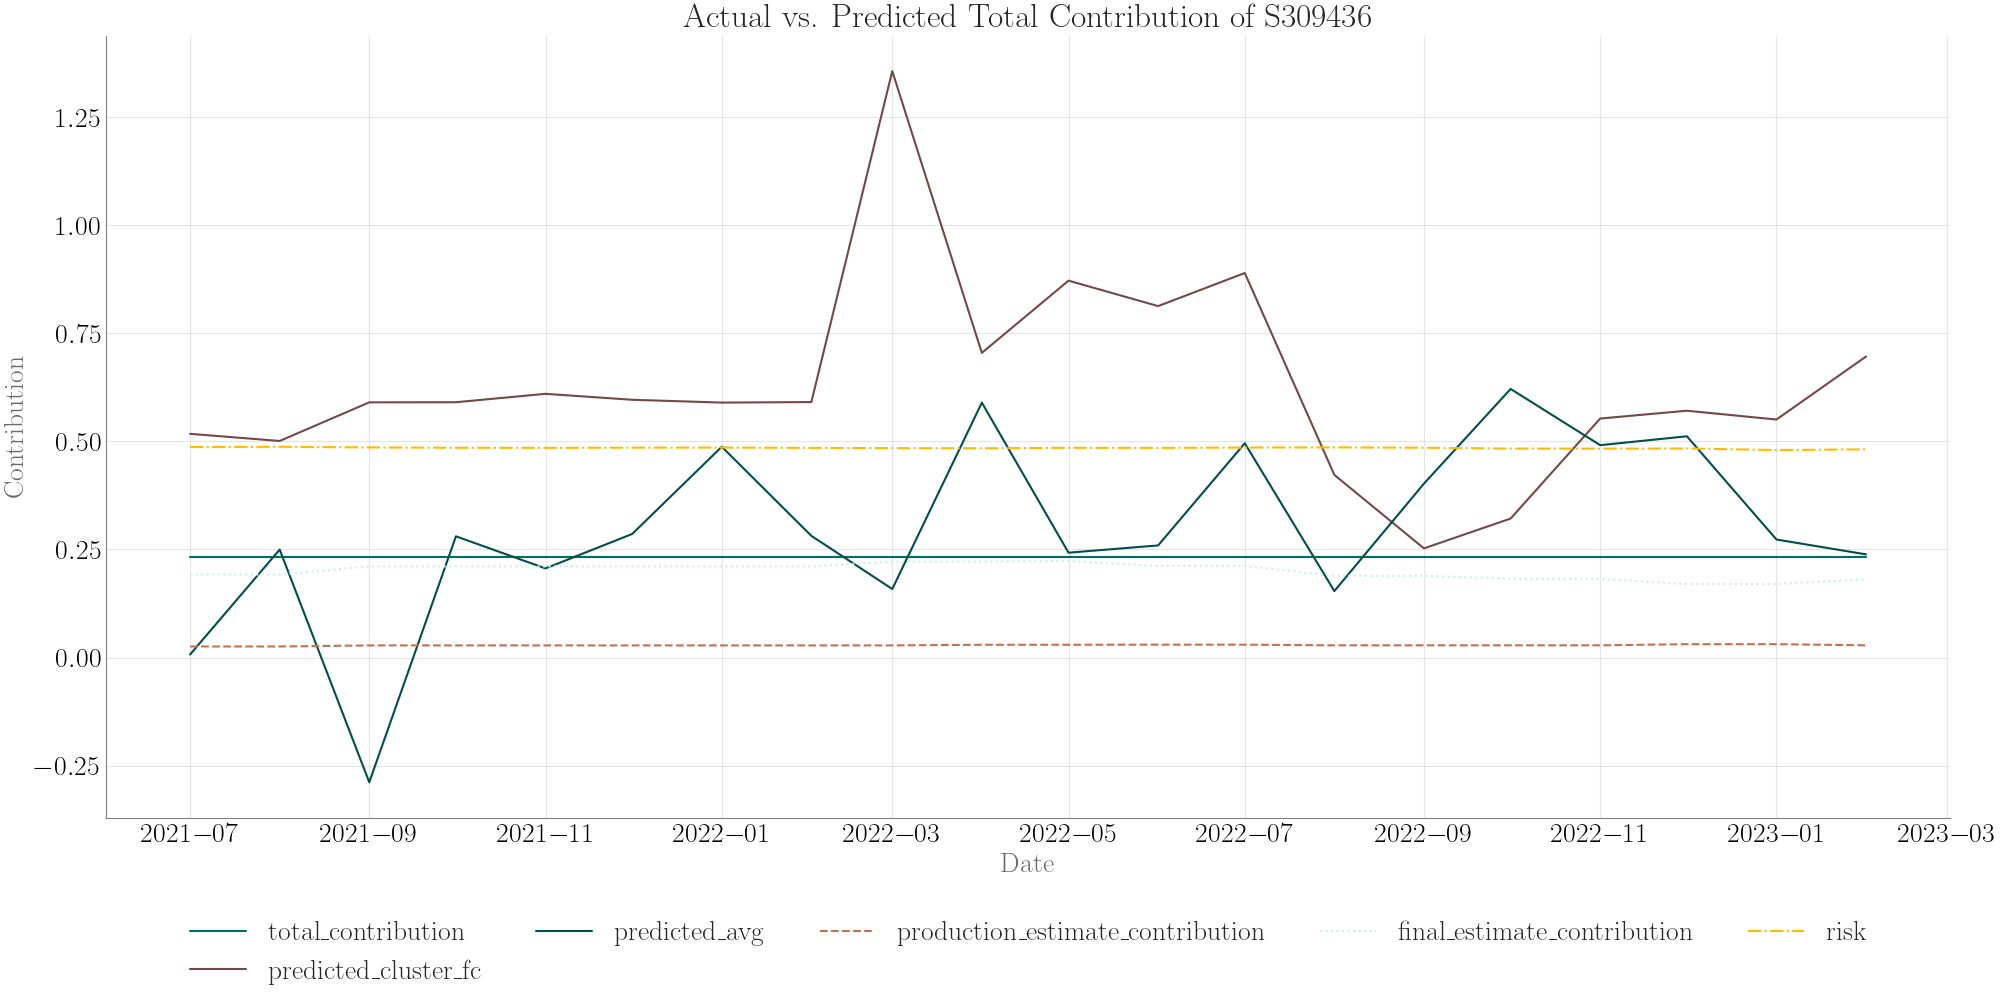 Actual vs. Predicted Total Contribution of S309436
1.25
1.00
0.75
0.50
0.25
0.00
−0.25
Contribution
2021−07 2021−09 2021−11 2022−01 2022−03 2022−05 2022−07 2022−09 2022−11 2023−01 2023−03
Date
total_contribution predicted_avg production_estimate_contribution final_estimate_contribution risk
predicted_cluster_fc